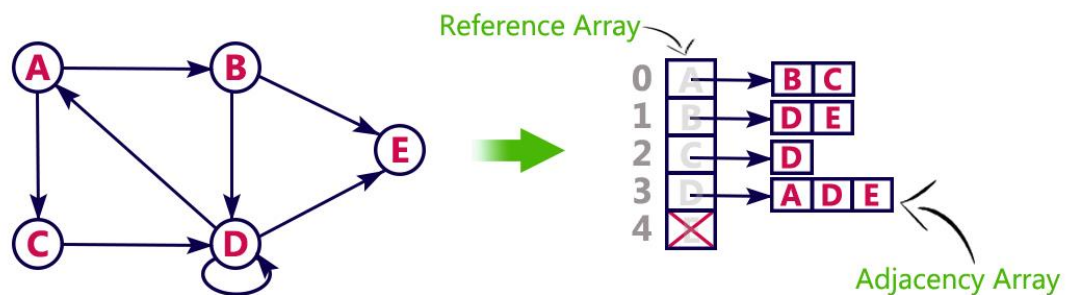 Reference Array
A
B
E
C
D
0 A B C
1 B D E
2 C D
3 D A D E
4 E
Adjacency Array